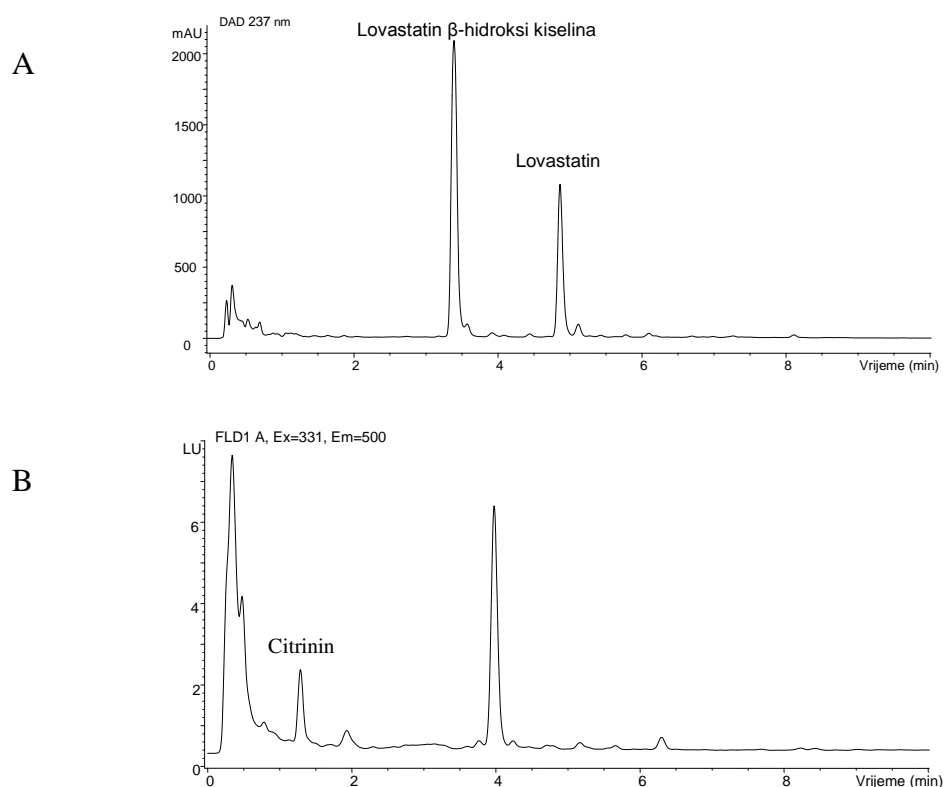 A
DAD 237 nm
mAU
Lovastatin β-hidroksi kiselina
2000
1500
Lovastatin
1000
500
0
0 2 4 6 8 Vrijeme (min)
B
FLD1 A, Ex=331, Em=500
LU
6
4
Citrinin
2
0
0 2 4 6 8 Vrijeme (min)